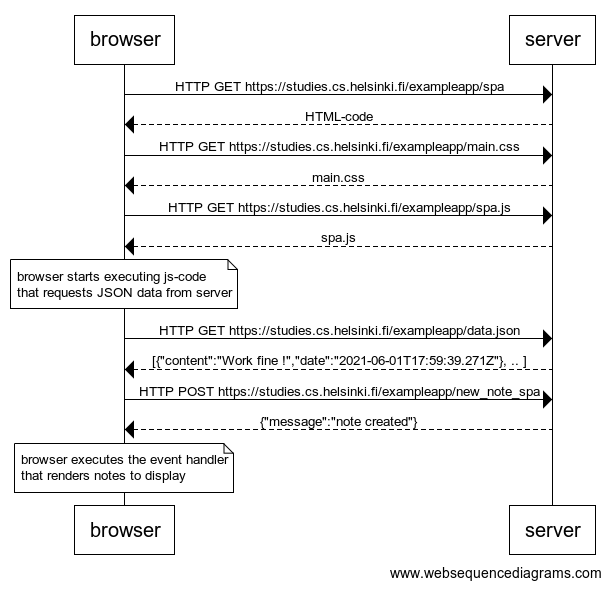 browser
server
HTTP GET https://studies.cs.helsinki.fi/exampleapp/spa
HTML-code
HTTP GET https://studies.cs.helsinki.fi/exampleapp/main.css
main.css
HTTP GET https://studies.cs.helsinki.fi/exampleapp/spa.js
spa.js
browser starts executing js-code
that requests JSON data from server
HTTP GET https://studies.cs.helsinki.fi/exampleapp/data.json
[{"content":"Work fine !","date":"2021-06-01T17:59:39.271Z"}, .. ]
HTTP POST https://studies.cs.helsinki.fi/exampleapp/new_note_spa
{"message":"note created"}
browser executes the event handler
that renders notes to display
browser
server
www.websequencediagrams.com